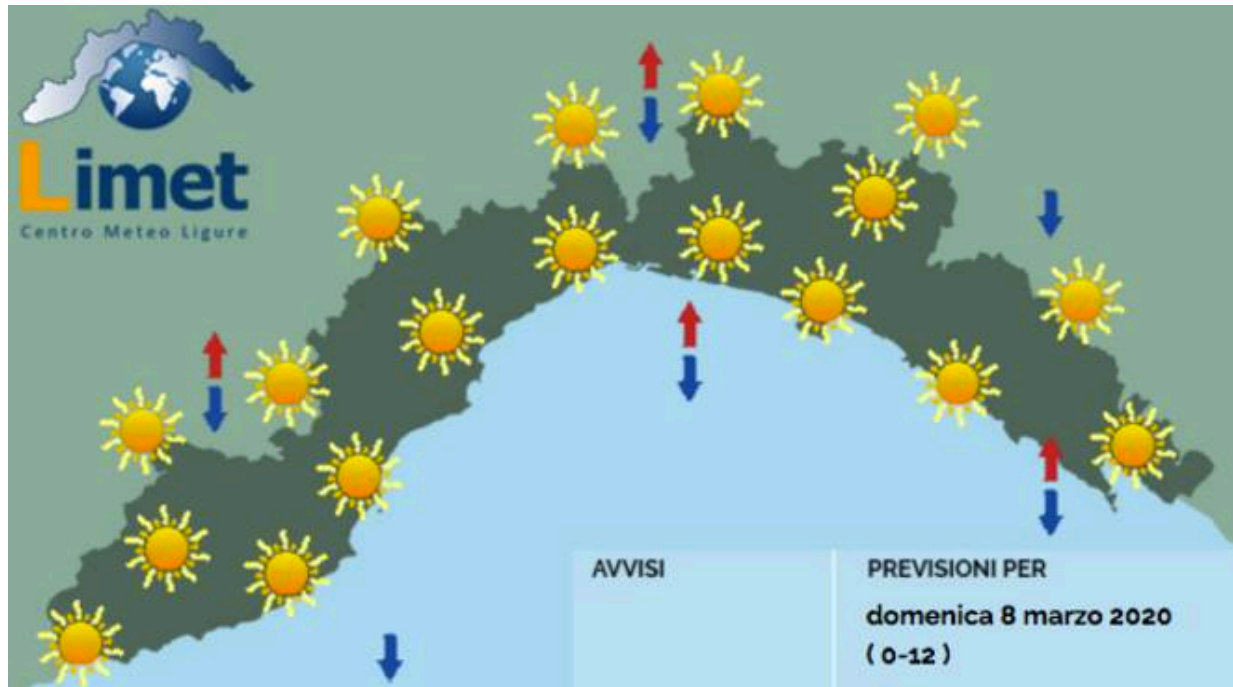 Limet
Centro Meteo Ligure
AVVISI
PREVISIONI PER
domenica 8 marzo 2020
( 0-12 )